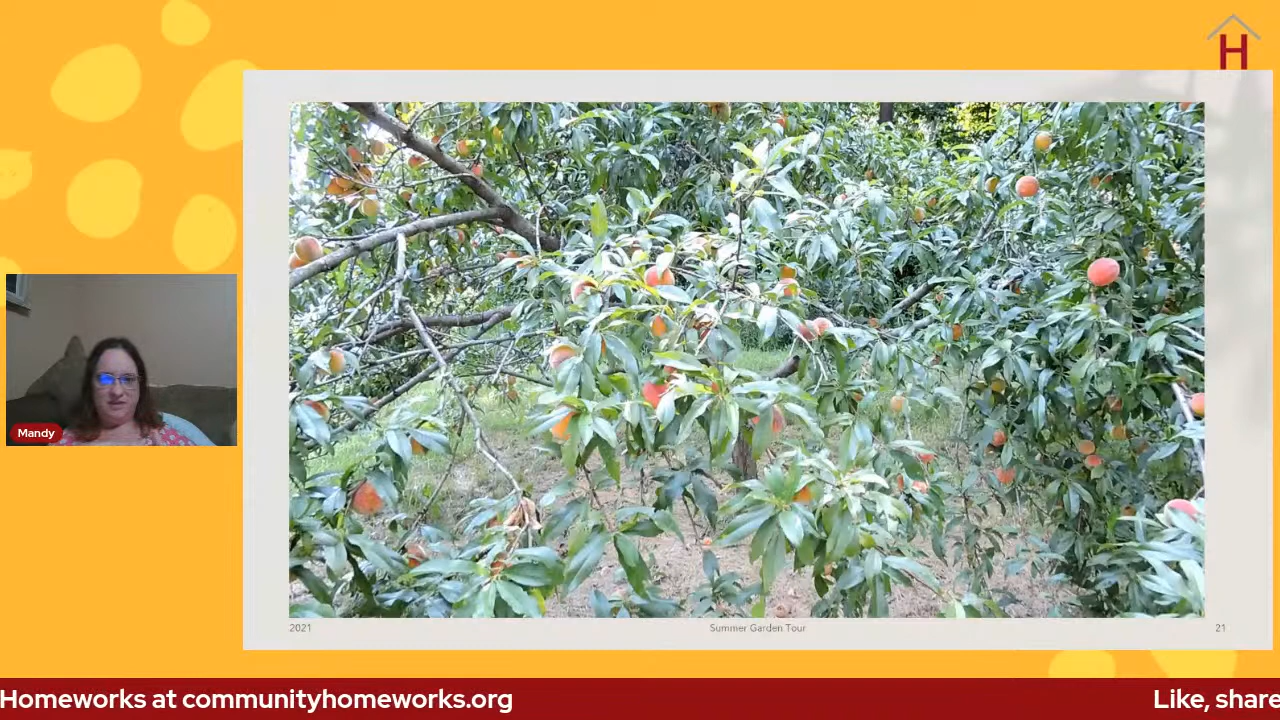 H
Mandy
2021
Summer Garden Tour
21
Homeworks at communityhomeworks.org
Like, share